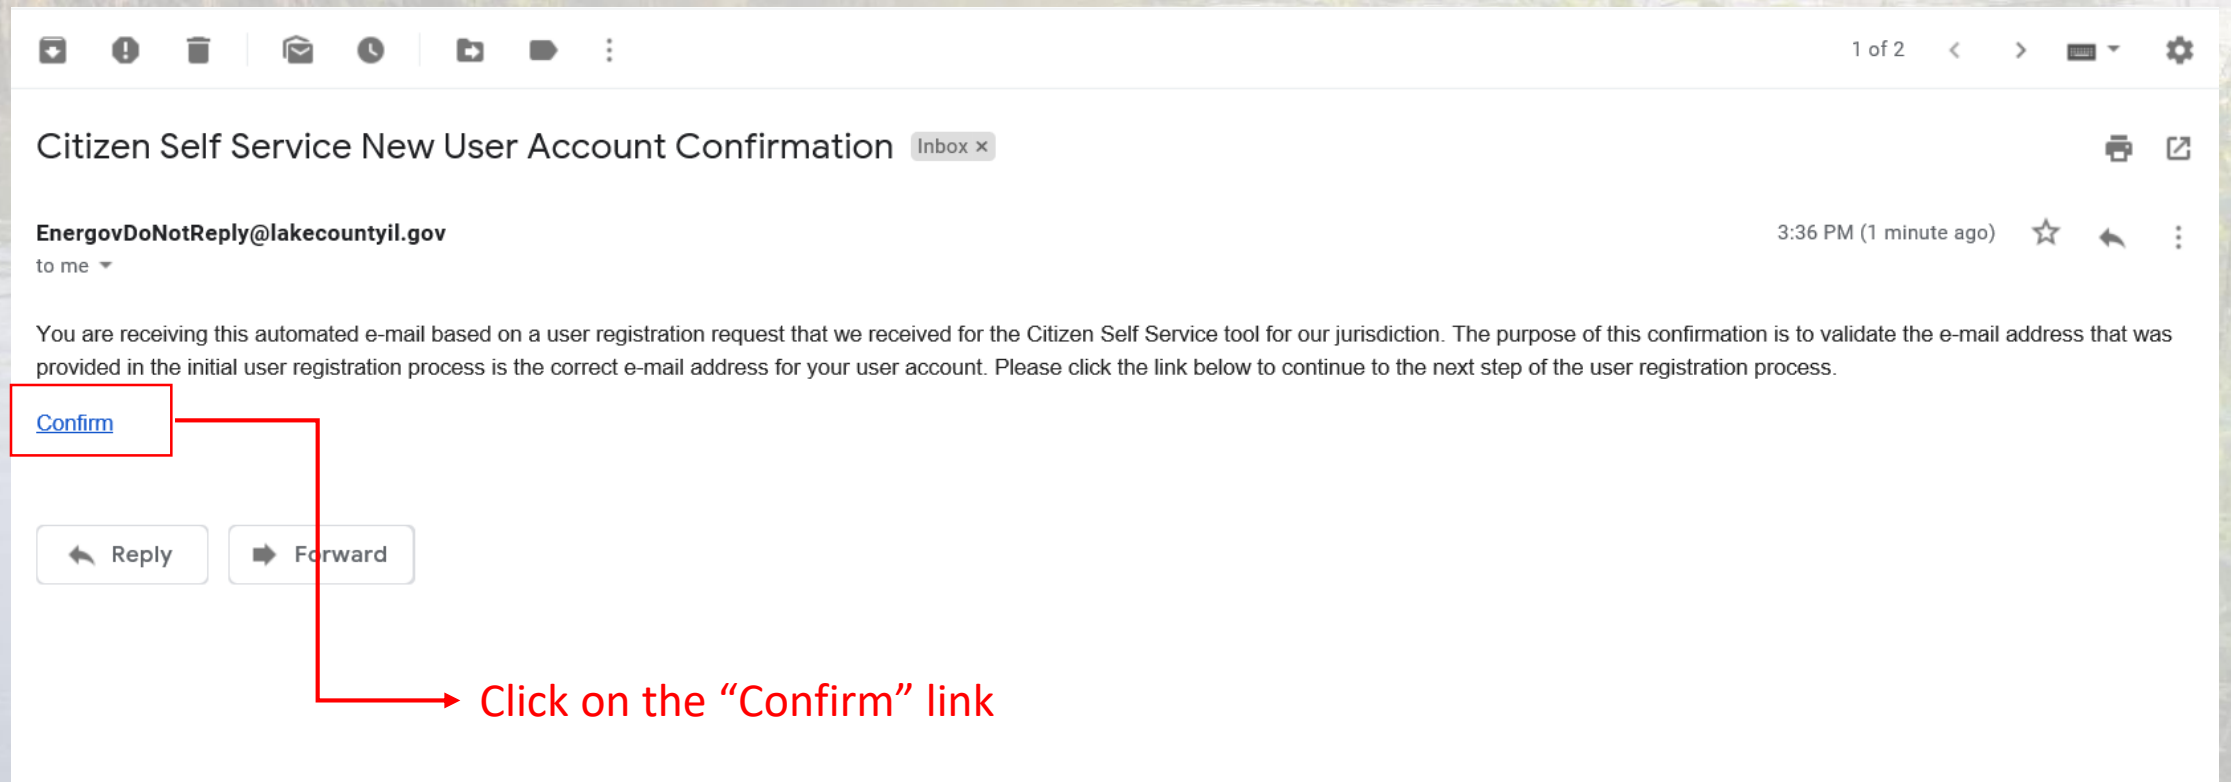 1 of 2
Citizen Self Service New User Account Confirmation Inbox ×
EnergovDoNotReply@lakecountyil.gov 3:36 PM (1 minute ago)
to me
You are receiving this automated e-mail based on a user registration request that we received for the Citizen Self Service tool for our jurisdiction. The purpose of this confirmation is to validate the e-mail address that was
provided in the initial user registration process is the correct e-mail address for your user account. Please click the link below to continue to the next step of the user registration process.
Confirm
Reply Forward
Click on the “Confirm” link